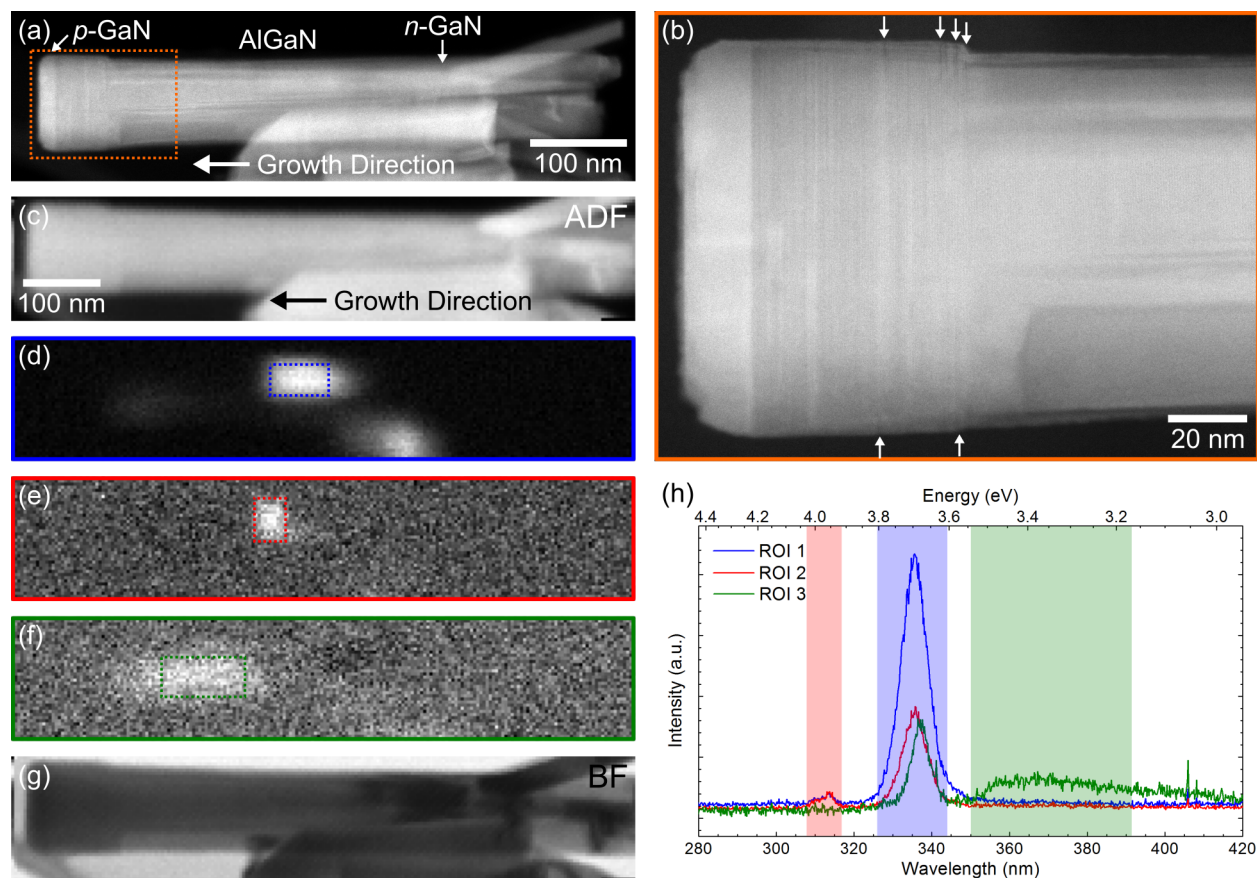 (a)
p-GaN
AlGaN
n-GaN
Growth Direction
100 nm
(b)
20 nm
(c)
ADF
100 nm
Growth Direction
(d)
(e)
(f)
(g)
BF
(h)
Energy (eV)
4.4 4.2 4.0 3.8 3.6 3.4 3.2 3.0
ROI 1
ROI 2
ROI 3
Intensity (a.u.)
280 300 320 340 360 380 400 420
Wavelength (nm)